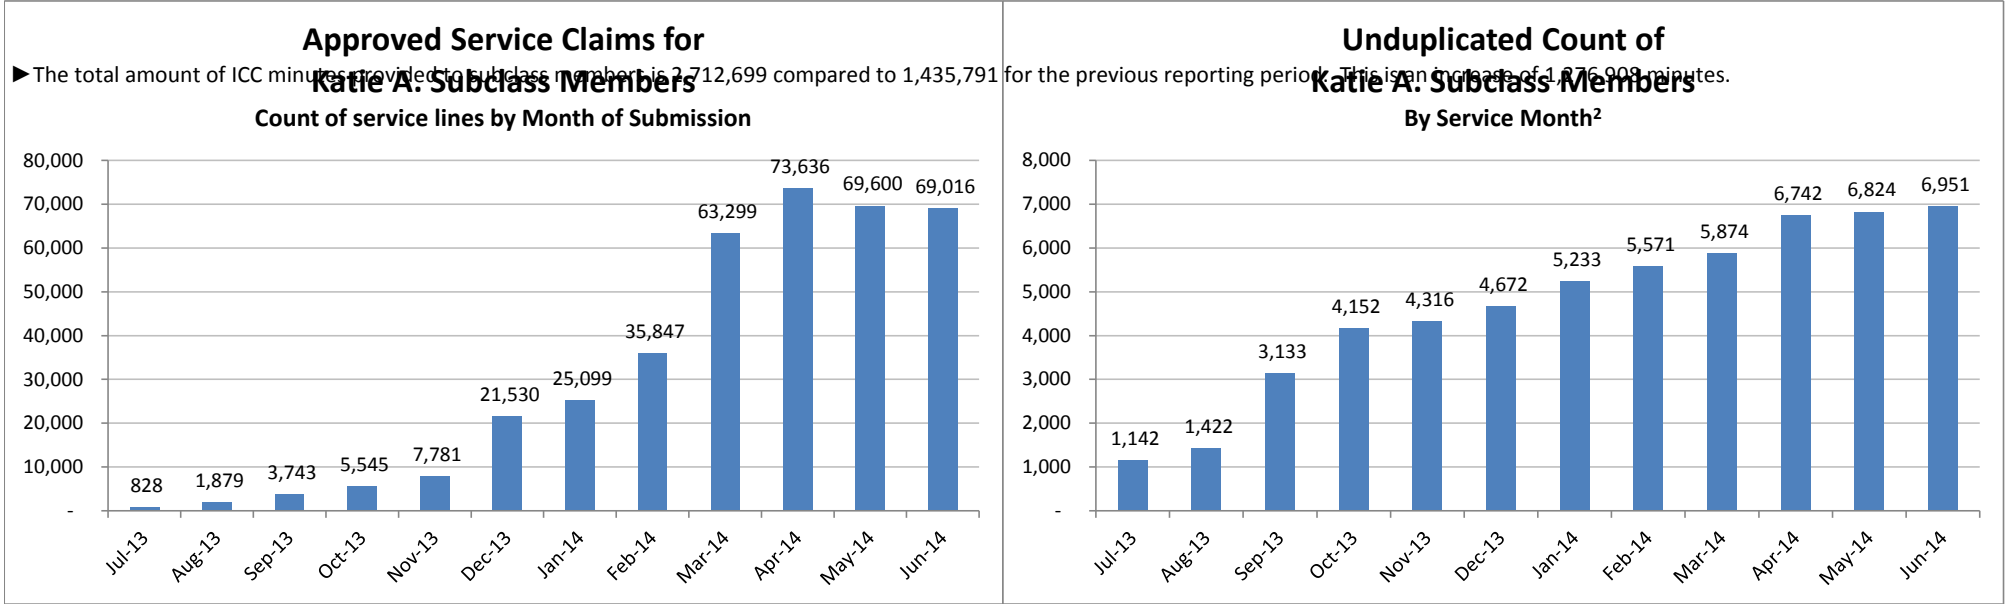 Approved Service Claims for
Katie A. Subclass Members
Count of service lines by Month of Submission
►The total amount of ICC minutes provided to subclass members is 2,712,699 compared to 1,435,791 for the previous reporting period. This is an increase of 1,276,908 minutes.
80,000
70,000
60,000
50,000
40,000
30,000
20,000
10,000
-
828
1,879
3,743
5,545
7,781
21,530
25,099
35,847
63,299
73,636
69,600
69,016
Jul-13
Aug-13
Sep-13
Oct-13
Nov-13
Dec-13
Jan-14
Feb-14
Mar-14
Apr-14
May-14
Jun-14
Unduplicated Count of
Katie A. Subclass Members
By Service Month²
8,000
7,000
6,000
5,000
4,000
3,000
2,000
1,000
-
1,142
1,422
3,133
4,152
4,316
4,672
5,233
5,571
5,874
6,742
6,824
6,951
Jul-13
Aug-13
Sep-13
Oct-13
Nov-13
Dec-13
Jan-14
Feb-14
Mar-14
Apr-14
May-14
Jun-14